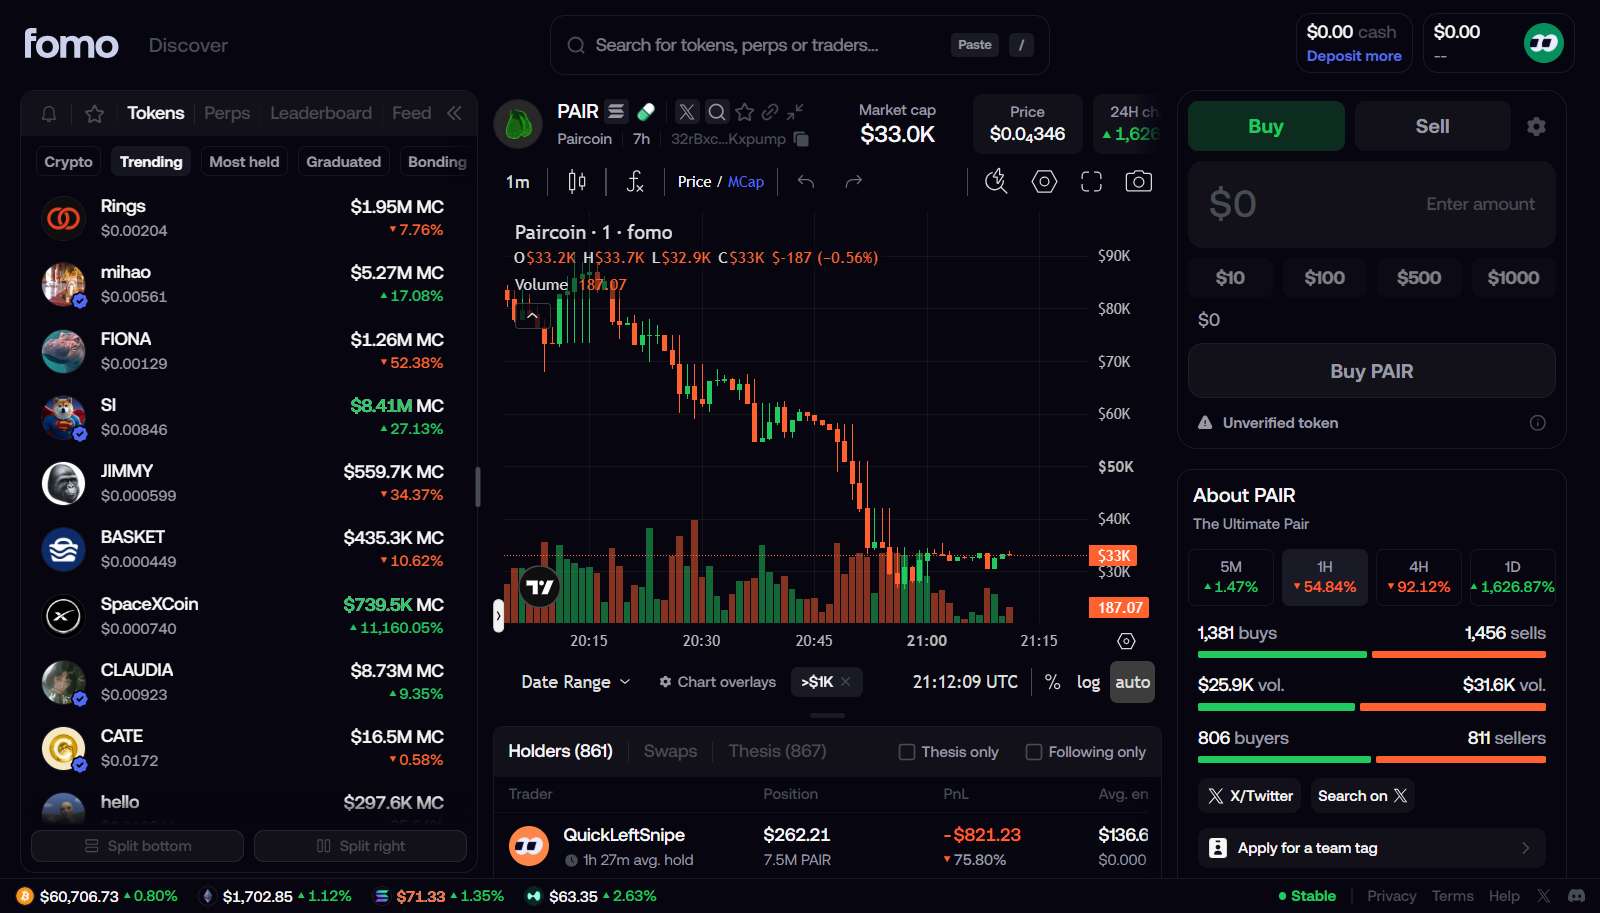 fomo
Discover
Search for tokens, perps or traders...
Paste
/
$0.00 cash
Deposit more
$0.00
--
Tokens
Perps
Leaderboard
Feed
Crypto
Trending
Most held
Graduated
Bonding
Rings
$0.00204
$1.95M MC
7.76%
mihao
$0.00561
$5.27M MC
17.08%
FIONA
$0.00129
$1.26M MC
52.38%
SI
$0.00846
$8.41M MC
27.13%
JIMMY
$0.000599
$559.7K MC
34.37%
BASKET
$0.000449
$435.3K MC
10.62%
SpaceXCoin
$0.000740
$739.5K MC
11,160.05%
CLAUDIA
$0.00923
$8.73M MC
9.35%
CATE
$0.0172
$16.5M MC
0.58%
hello
$297.6K MC
Split bottom
Split right
PAIR
Paircoin
7h
32rBxc...Kxpump
Market cap
$33.0K
Price
$0.0₄346
24H ch
1,626
1m
Price / MCap
Paircoin · 1 · fomo
O$33.2K H$33.7K L$32.9K C$33K $-187 (−0.56%)
Volume 187.07
$90K
$80K
$70K
$60K
$50K
$40K
$33K
$30K
187.07
20:15
20:30
20:45
21:00
21:15
Date Range
Chart overlays
>$1K
21:12:09 UTC
%
log
auto
Holders (861)
Swaps
Thesis (867)
Thesis only
Following only
Trader
Position
PnL
Avg. en
QuickLeftSnipe
1h 27m avg. hold
$262.21
7.5M PAIR
-$821.23
75.80%
$136.6
$0.000
Buy
Sell
$0
Enter amount
$10
$100
$500
$1000
$0
Buy PAIR
Unverified token
About PAIR
The Ultimate Pair
5M
1.47%
1H
54.84%
4H
92.12%
1D
1,626.87%
1,381 buys
1,456 sells
$25.9K vol.
$31.6K vol.
806 buyers
811 sellers
X/Twitter
Search on X
Apply for a team tag
$60,706.73
0.80%
$1,702.85
1.12%
$71.33
1.35%
$63.35
2.63%
Stable
Privacy
Terms
Help